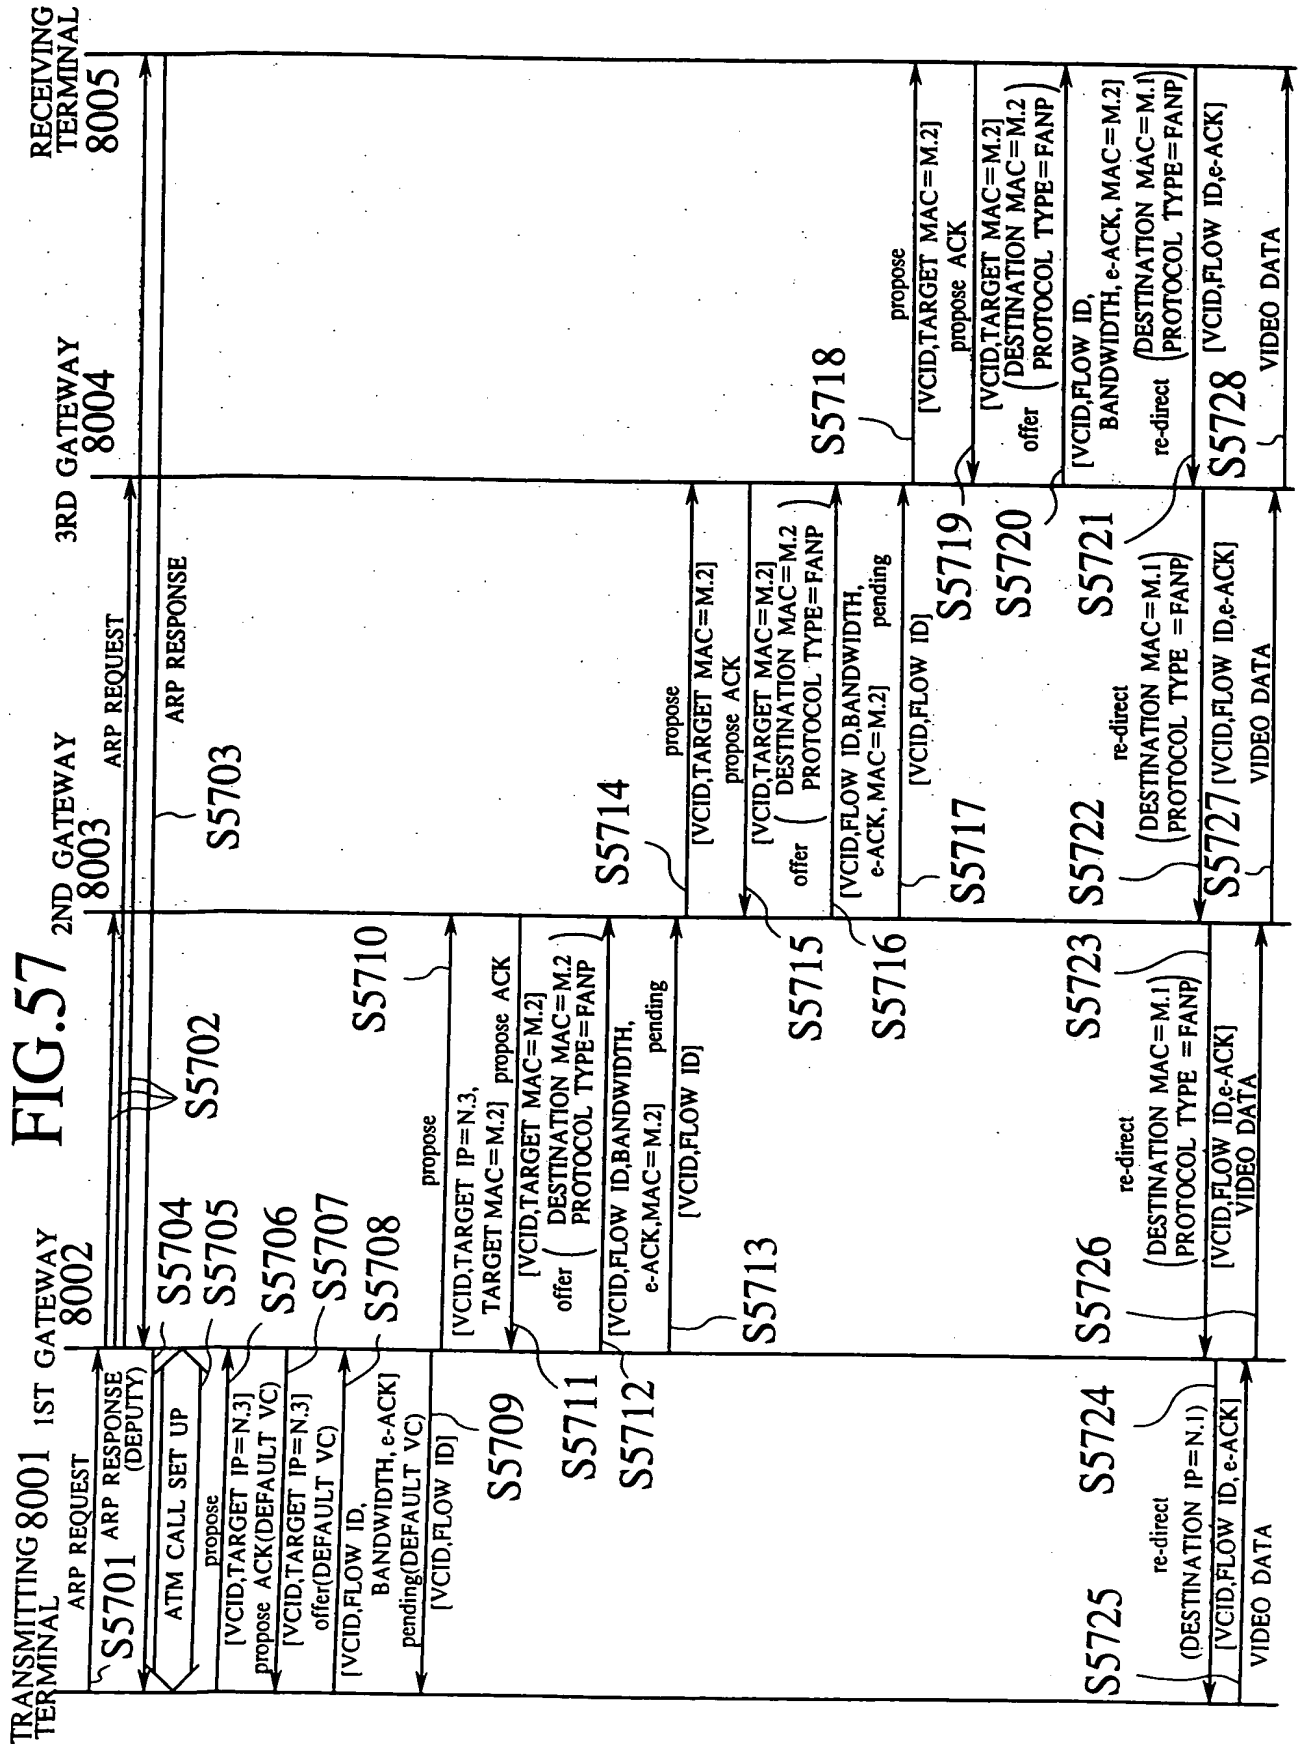 FIG.57
TRANSMITTING
TERMINAL
8001
1ST GATEWAY
8002
2ND GATEWAY
8003
3RD GATEWAY
8004
RECEIVING
TERMINAL
8005
ARP REQUEST
S5701
ARP RESPONSE
(DEPUTY)
S5704
ATM CALL SET UP
S5705
propose
[VCID,TARGET IP=N.3]
S5706
propose ACK(DEFAULT VC)
[VCID,TARGET IP=N.3]
S5707
offer(DEFAULT VC)
[VCID,FLOW ID,
BANDWIDTH, e-ACK]
S5708
pending(DEFAULT VC)
[VCID,FLOW ID]
S5709
S5702
ARP REQUEST
ARP RESPONSE
S5703
S5710
propose
[VCID,TARGET IP=N.3,
TARGET MAC=M.2]
propose ACK
[VCID,TARGET MAC=M.2]
S5711
offer
(DESTINATION MAC=M.2
PROTOCOL TYPE=FANP)
[VCID,FLOW ID,BANDWIDTH,
e-ACK,MAC=M.2]
S5712
pending
[VCID,FLOW ID]
S5713
S5714
propose
[VCID,TARGET MAC=M.2]
propose ACK
[VCID,TARGET MAC=M.2]
S5715
offer
(DESTINATION MAC=M.2
PROTOCOL TYPE=FANP)
[VCID,FLOW ID,BANDWIDTH,
e-ACK, MAC=M.2]
S5716
pending
[VCID,FLOW ID]
S5717
S5718
propose
[VCID,TARGET MAC=M.2]
propose ACK
[VCID,TARGET MAC=M.2]
S5719
offer
(DESTINATION MAC=M.2
PROTOCOL TYPE=FANP)
[VCID,FLOW ID,
BANDWIDTH, e-ACK, MAC=M.2]
S5720
re-direct
(DESTINATION MAC=M.1
PROTOCOL TYPE=FANP)
[VCID,FLOW ID,e-ACK]
S5721
S5728
VIDEO DATA
re-direct
(DESTINATION MAC=M.1
PROTOCOL TYPE =FANP)
[VCID,FLOW ID,e-ACK]
S5722
S5727
VIDEO DATA
S5723
re-direct
(DESTINATION MAC=M.1
PROTOCOL TYPE =FANP)
[VCID,FLOW ID,e-ACK]
S5726
VIDEO DATA
S5724
re-direct
(DESTINATION IP=N.1)
[VCID,FLOW ID, e-ACK]
S5725
VIDEO DATA